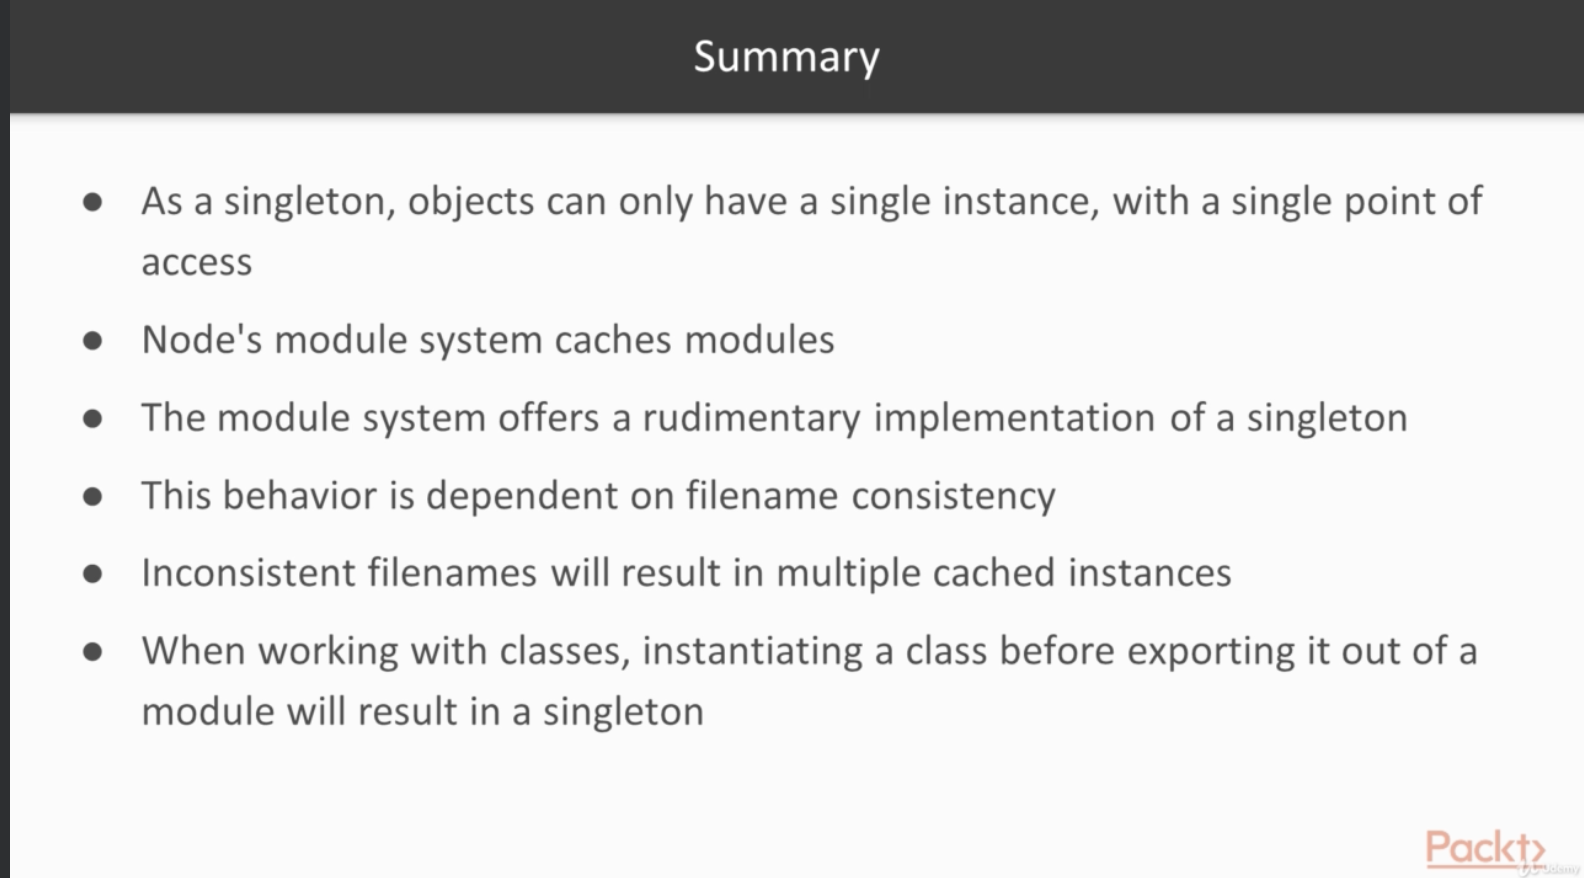 Summary
● As a singleton, objects can only have a single instance, with a single point of
access
● Node's module system caches modules
● The module system offers a rudimentary implementation of a singleton
● This behavior is dependent on filename consistency
● Inconsistent filenames will result in multiple cached instances
● When working with classes, instantiating a class before exporting it out of a
module will result in a singleton
Packt>
Udemy